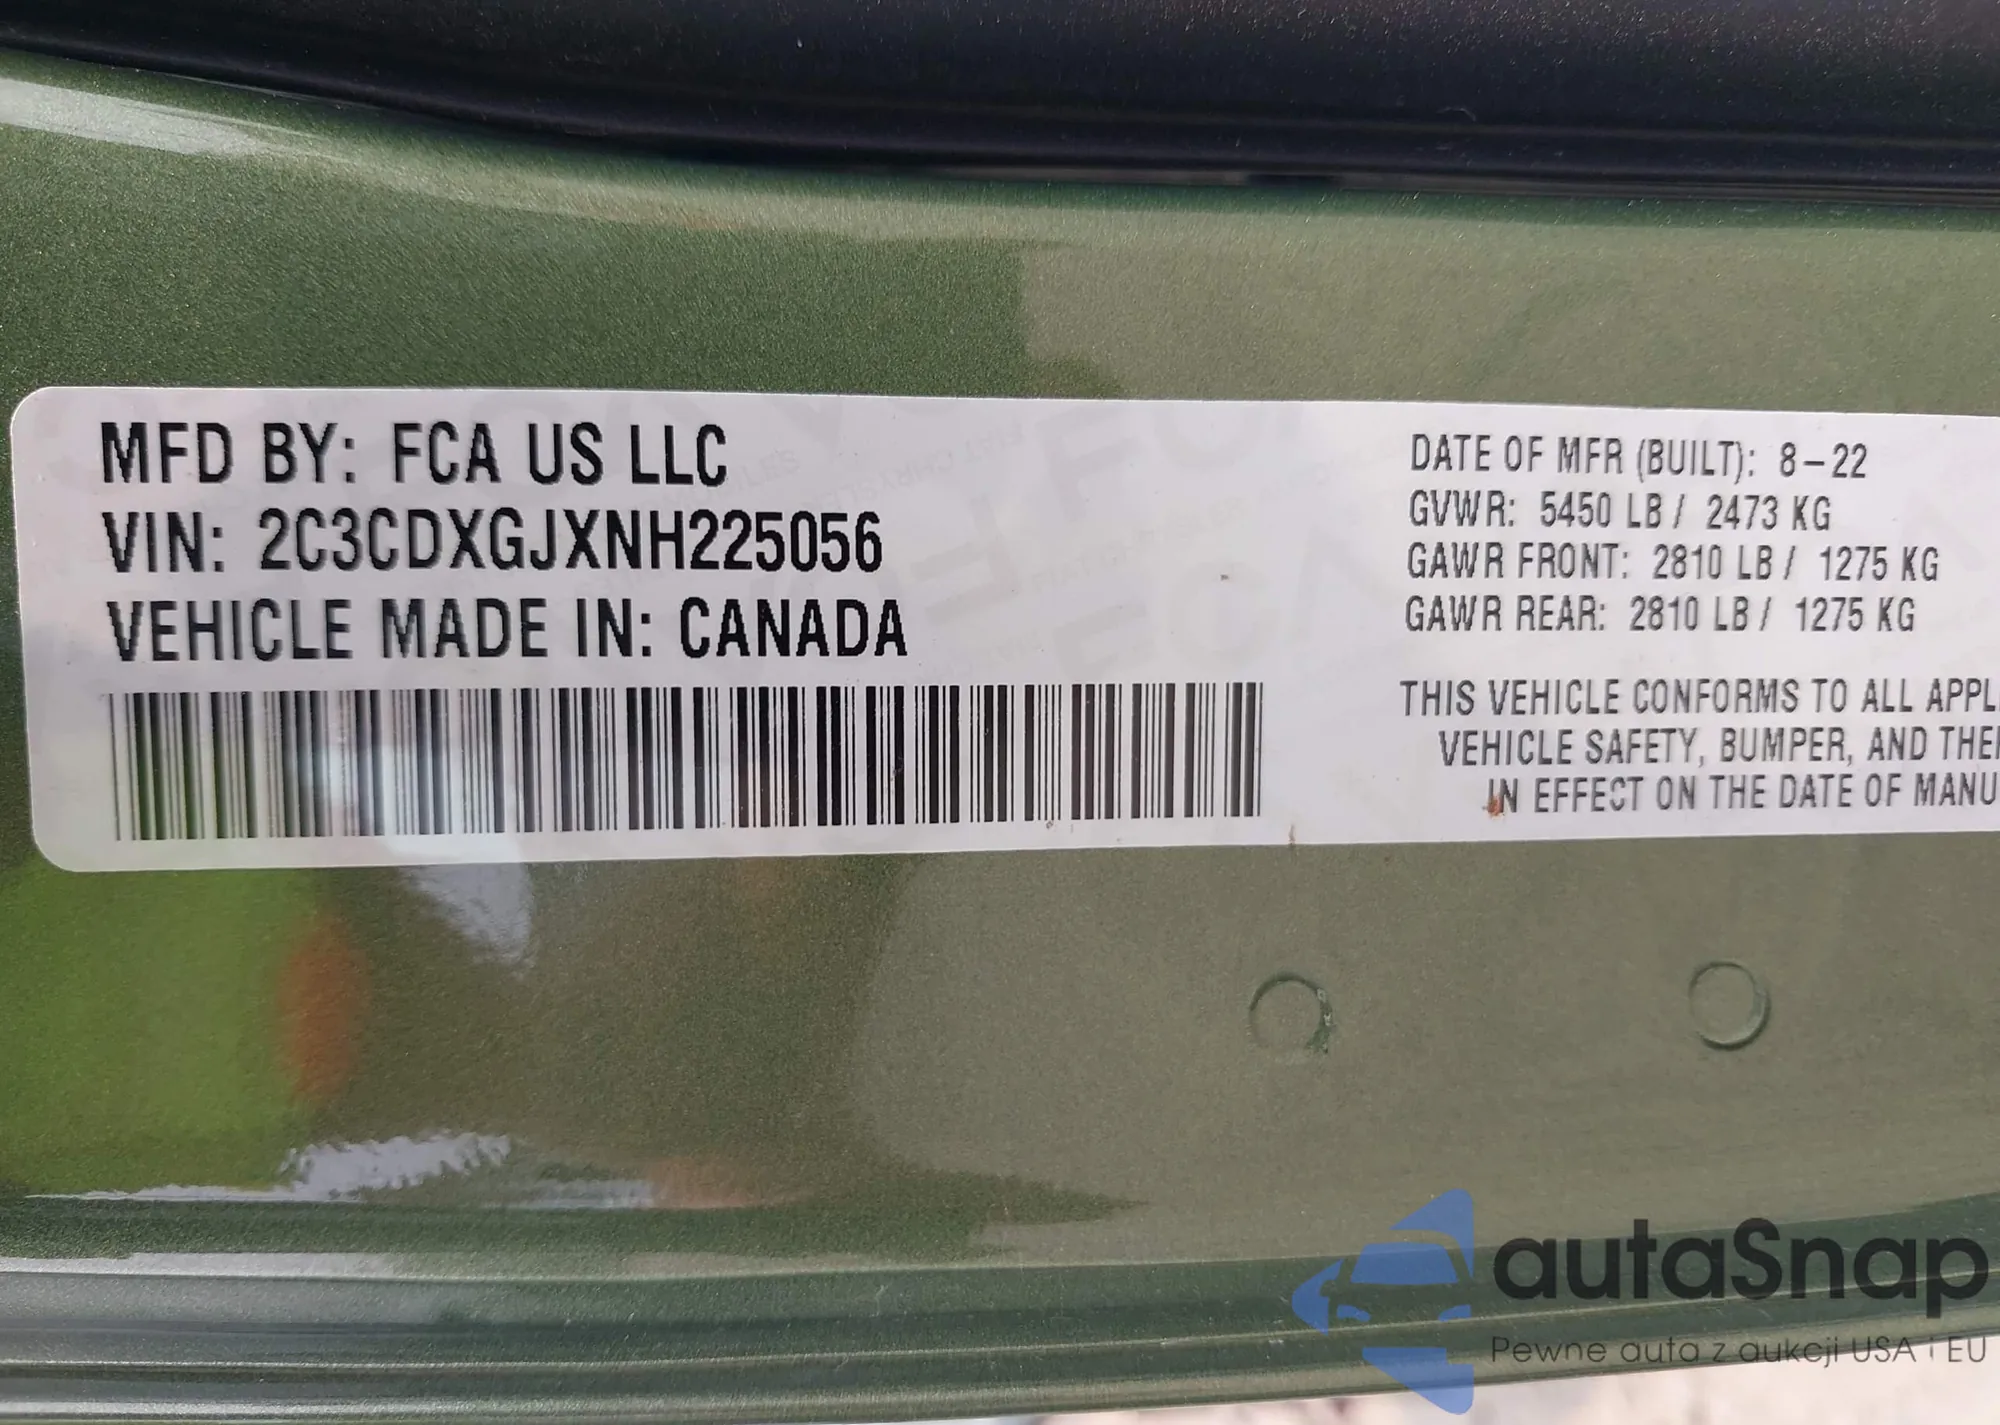 MFD BY: FCA US LLC
VIN: 2C3CDXGJXNH225056
VEHICLE MADE IN: CANADA
DATE OF MFR (BUILT): 8-22
GVWR: 5450 LB / 2473 KG
GAWR FRONT: 2810 LB / 1275 KG
GAWR REAR: 2810 LB / 1275 KG
THIS VEHICLE CONFORMS TO ALL APPL
VEHICLE SAFETY, BUMPER, AND THE
IN EFFECT ON THE DATE OF MANU
autaSnap
Pewne auta z aukcji USA i EU